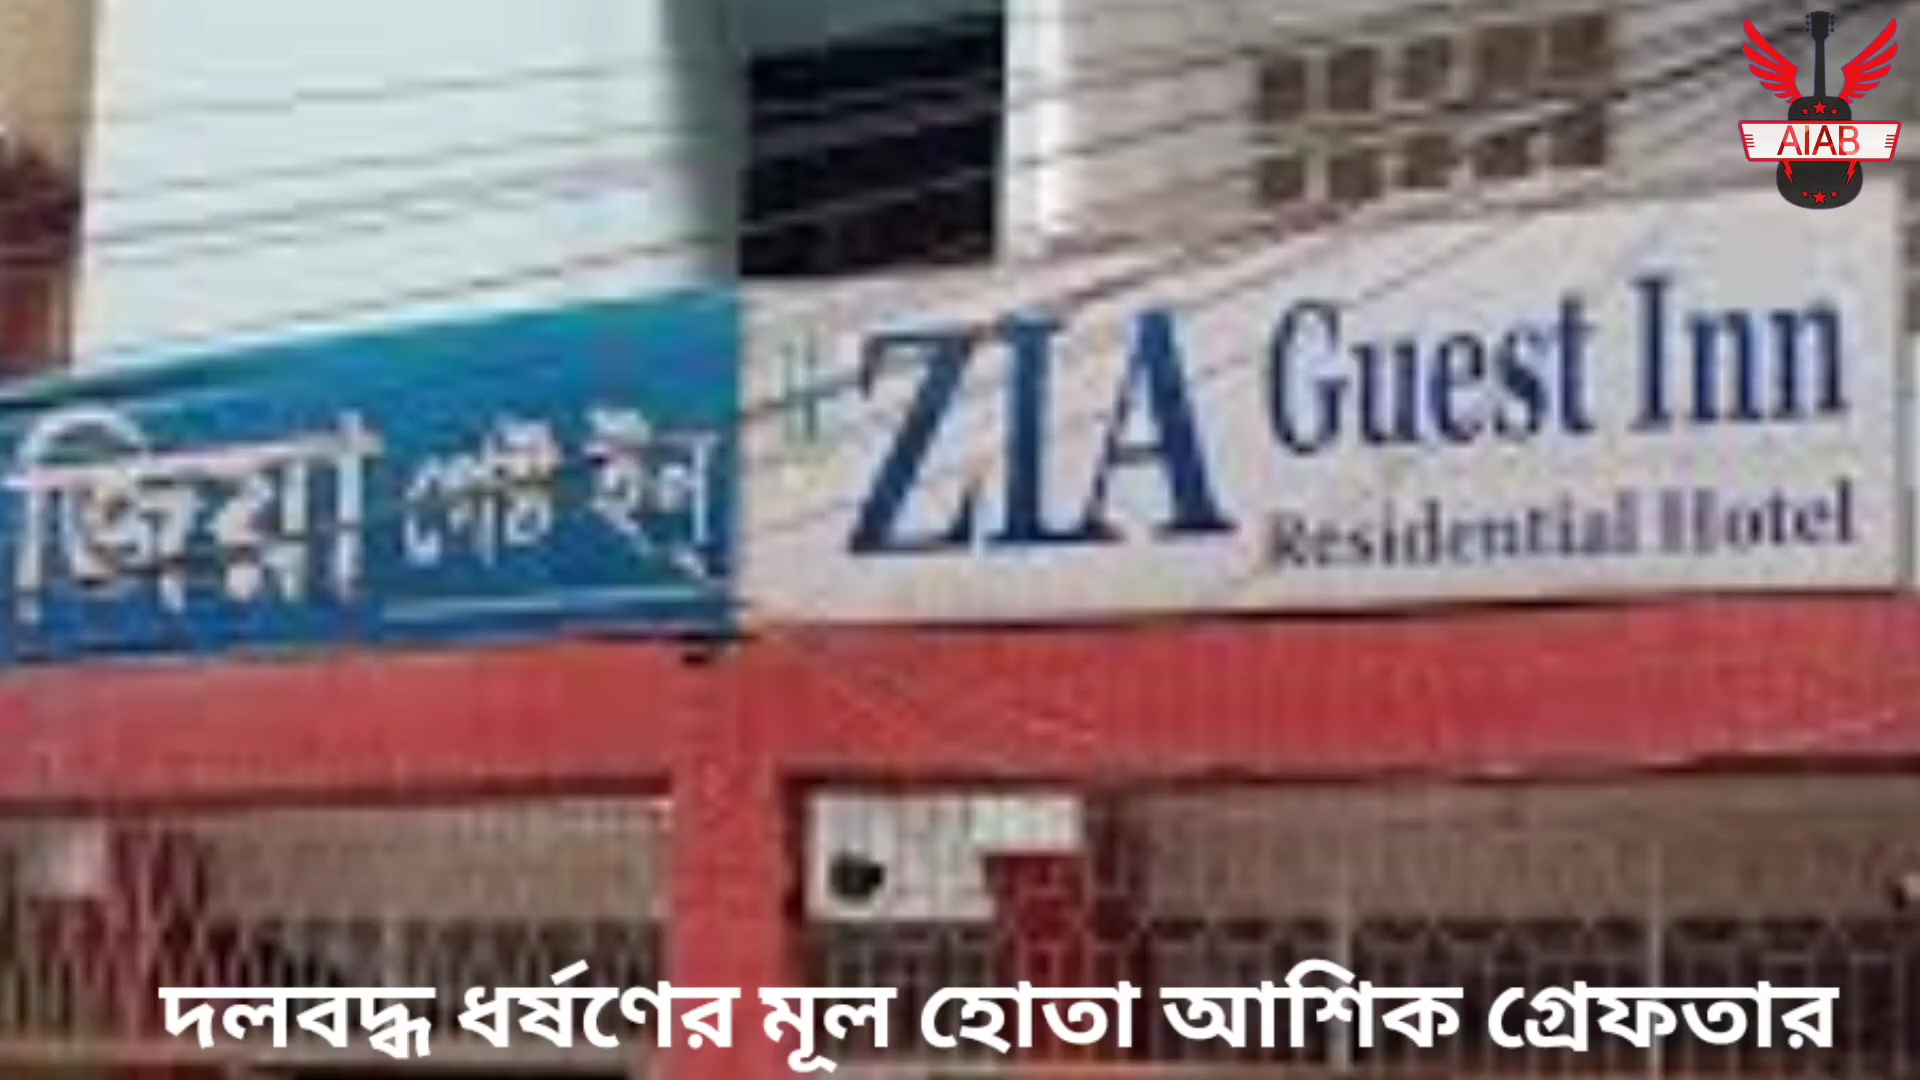 AIAB
জিয়া গেষ্ট ইন্
ZIA Guest Inn
Residential Hotel
দলবদ্ধ ধর্ষণের মূল হোতা আশিক গ্রেফতার